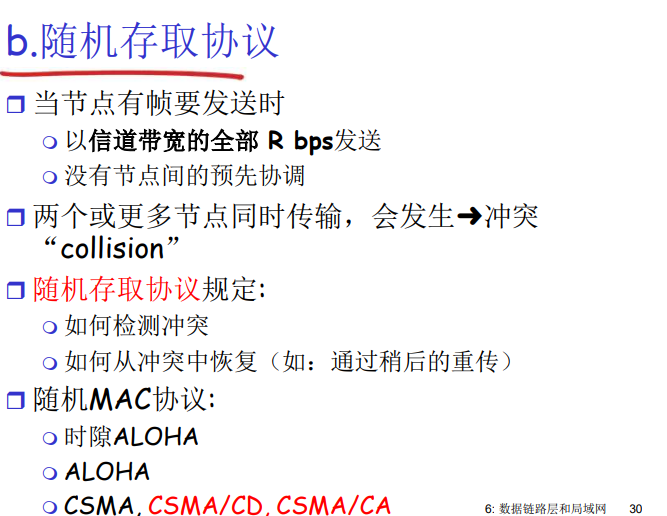 b.随机存取协议
当节点有帧要发送时
以信道带宽的全部 R bps发送
没有节点间的预先协调
两个或更多节点同时传输，会发生➜冲突
“collision”
随机存取协议规定:
如何检测冲突
如何从冲突中恢复（如：通过稍后的重传）
随机MAC协议:
时隙ALOHA
ALOHA
CSMA, CSMA/CD, CSMA/CA
6: 数据链路层和局域网 30